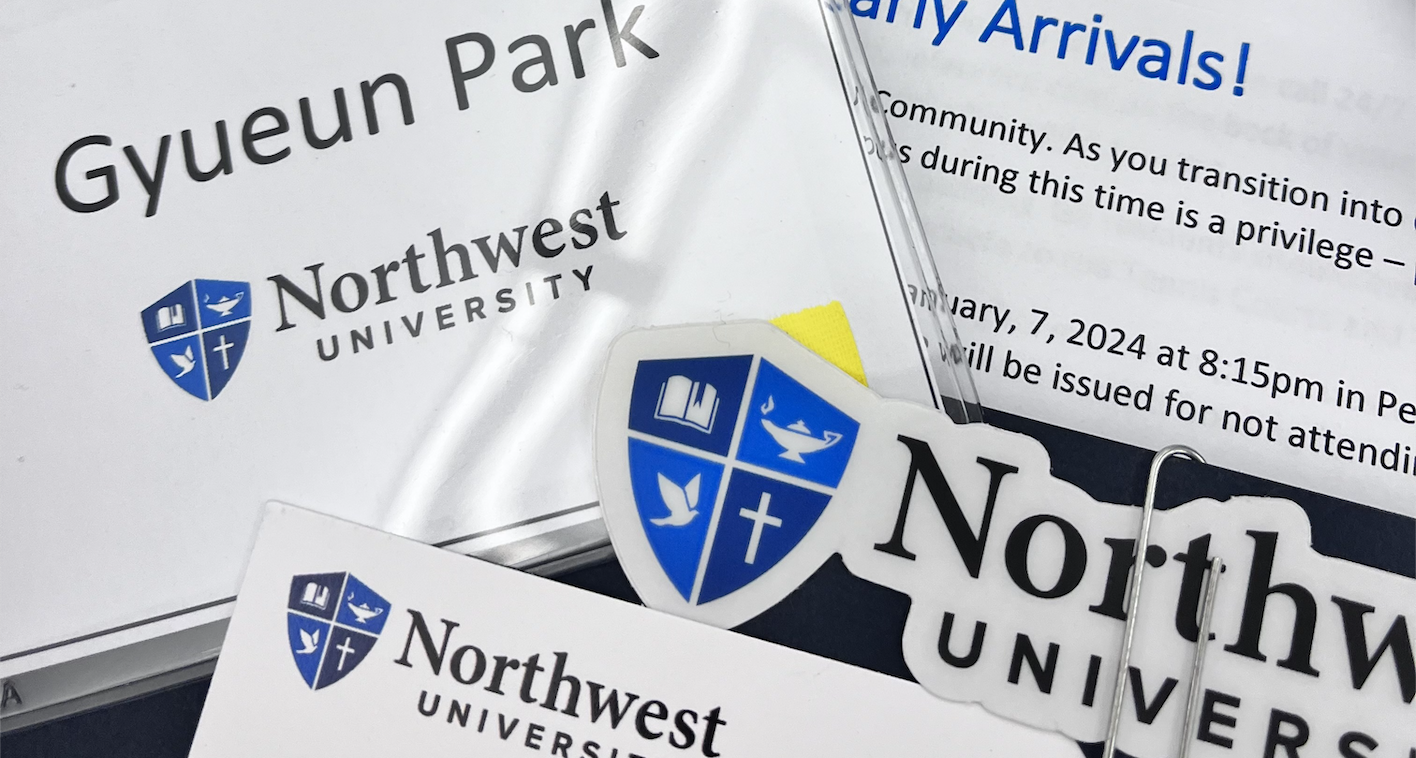 Gyueun Park
Northwest
UNIVERSITY
arly Arrivals!
Community. As you transition into
during this time is a privilege –
uary, 7, 2024 at 8:15pm in Pe
will be issued for not attendi
Northw
UNIVERS
Northwest
UNIVERSIT
A